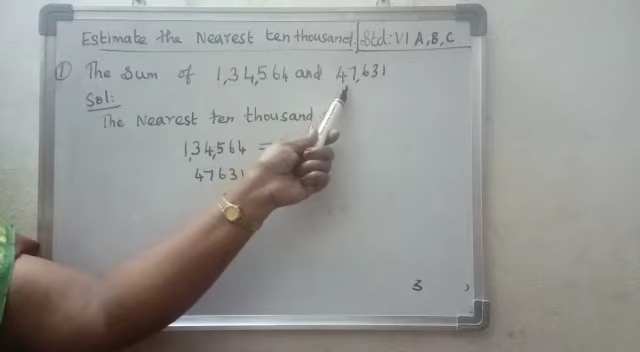 Estimate the Nearest ten thousand. Std: VI A, B, C
① The Sum of 1,34,564 and 47,631
Sol:
The Nearest ten thousand
1,34,564 =
47631
3